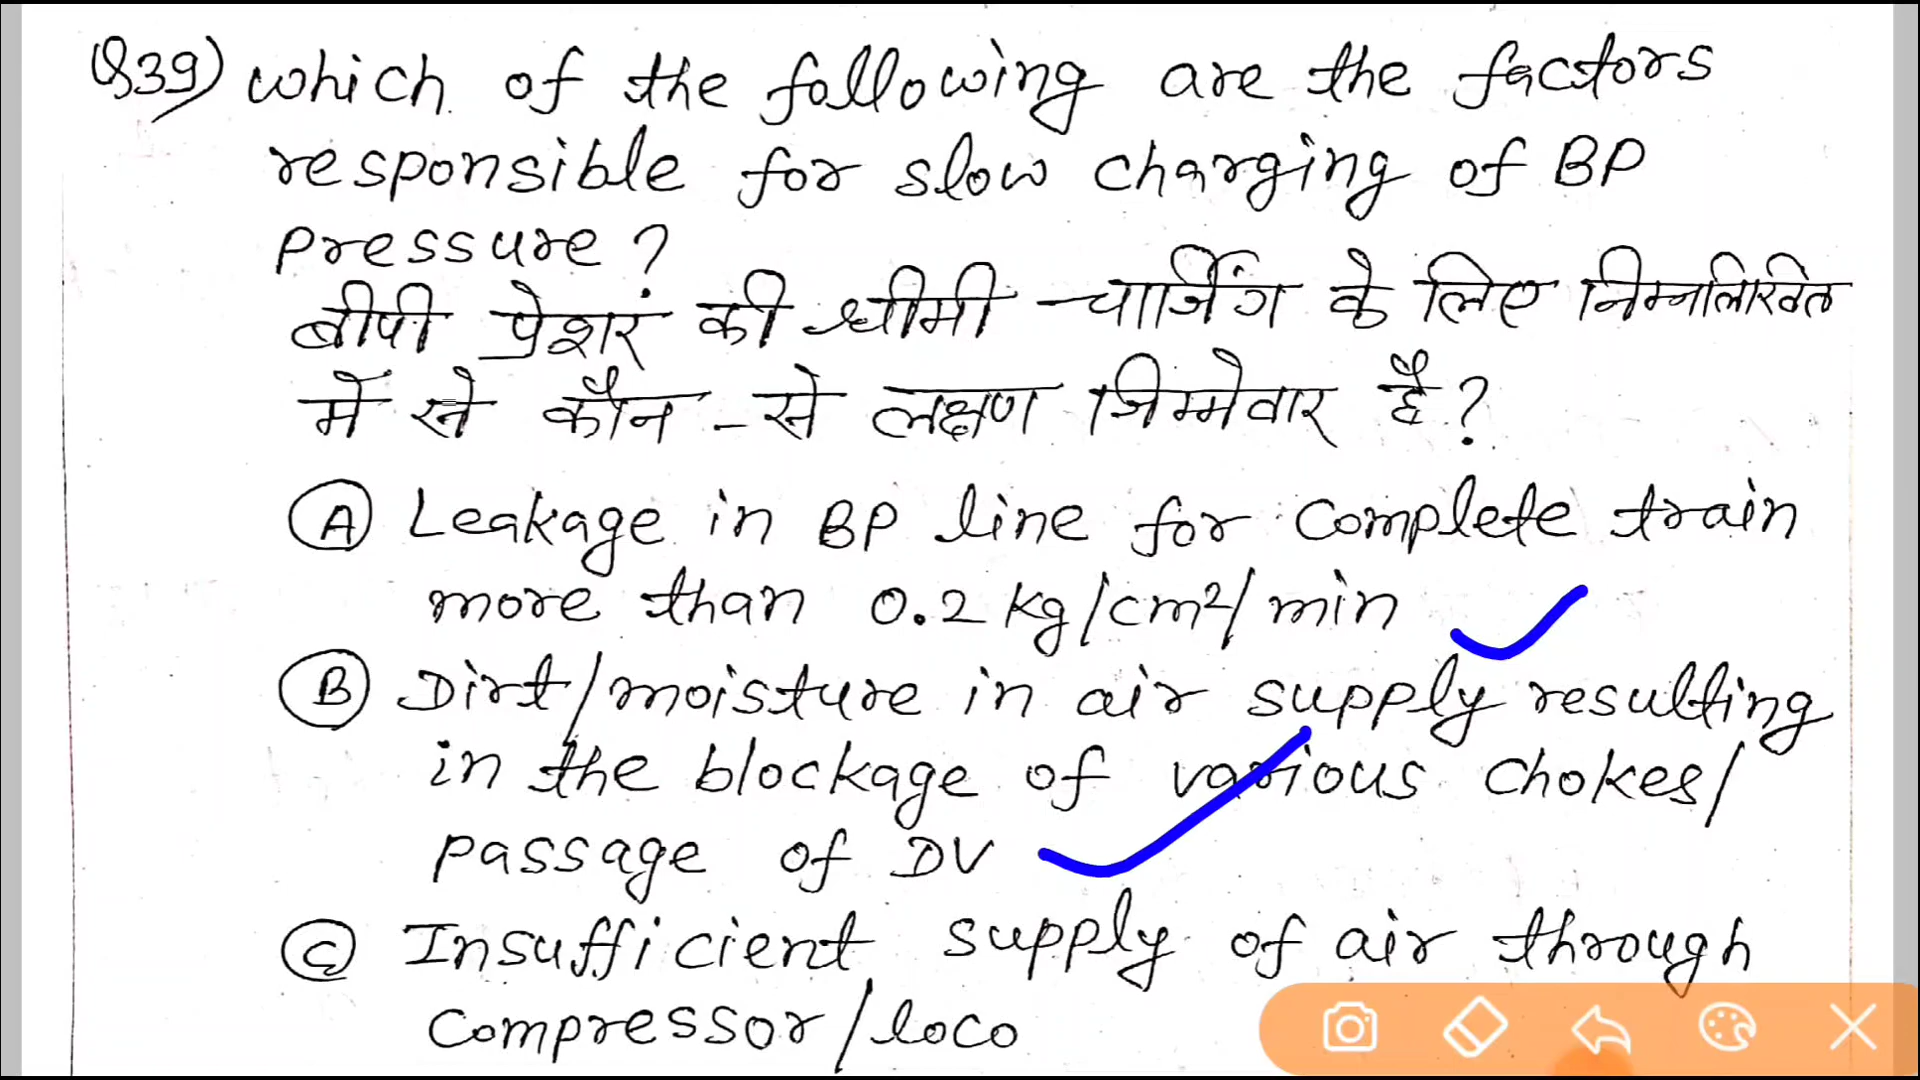 Q39) which of the following are the factors
responsible for slow charging of BP
pressure?
बीपी प्रेशर की धीमी चार्जिंग के लिए निम्नलिखित
में से कौन-से लक्षण जिम्मेवार है?
(A) Leakage in BP line for complete train
more than 0.2 kg/cm²/min
(B) Dirt/moisture in air supply resulting
in the blockage of various chokes/
passage of DV
(C) Insufficient supply of air through
compressor/loco